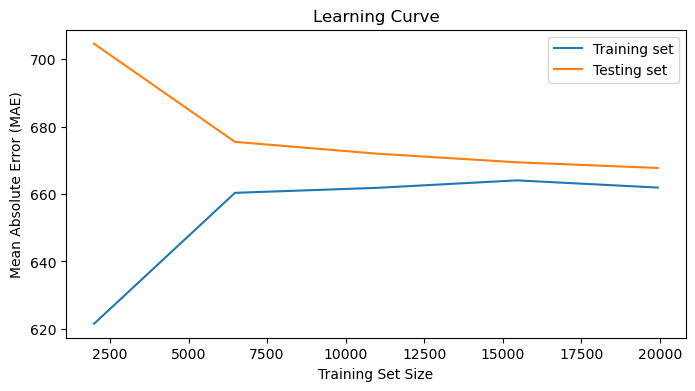 Learning Curve
Mean Absolute Error (MAE)
700
680
660
640
620
Training set
Testing set
2500 5000 7500 10000 12500 15000 17500 20000
Training Set Size